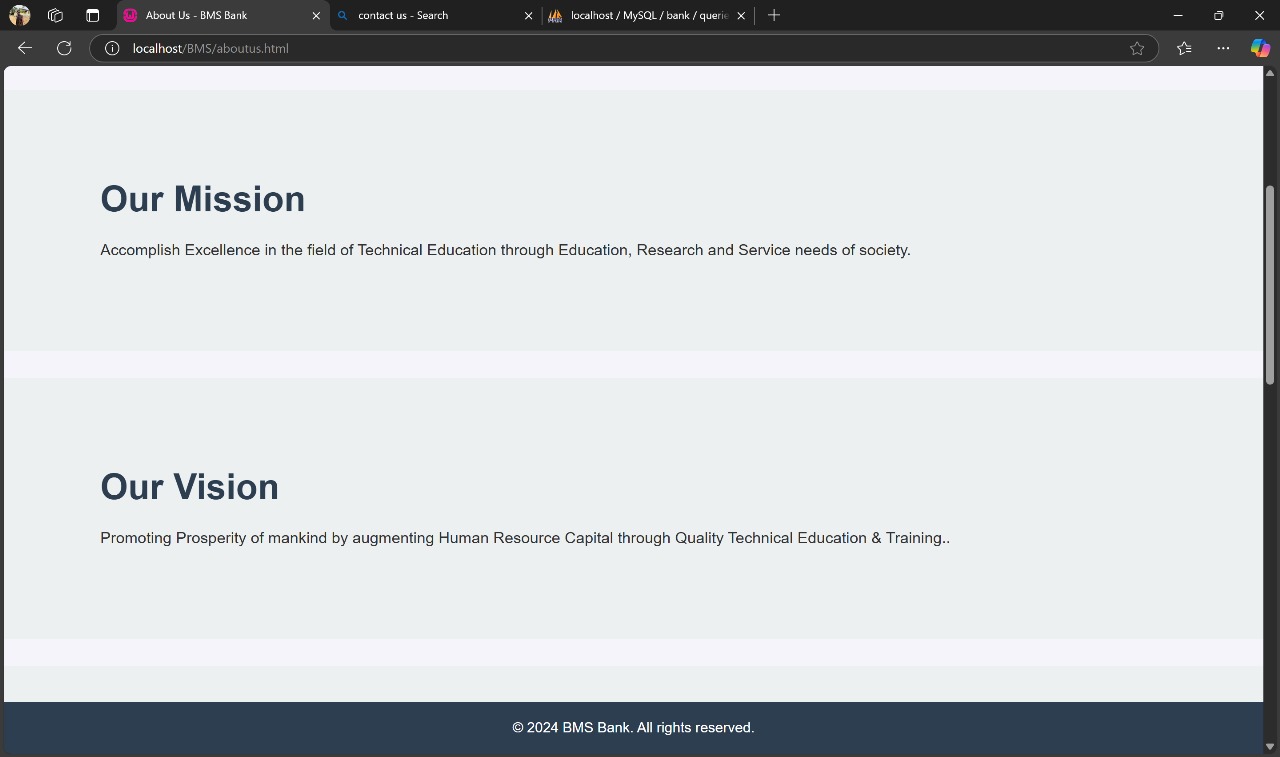 About Us - BMS Bank
contact us - Search
localhost / MySQL / bank / querie
localhost/BMS/aboutus.html
Our Mission
Accomplish Excellence in the field of Technical Education through Education, Research and Service needs of society.
Our Vision
Promoting Prosperity of mankind by augmenting Human Resource Capital through Quality Technical Education & Training..
© 2024 BMS Bank. All rights reserved.